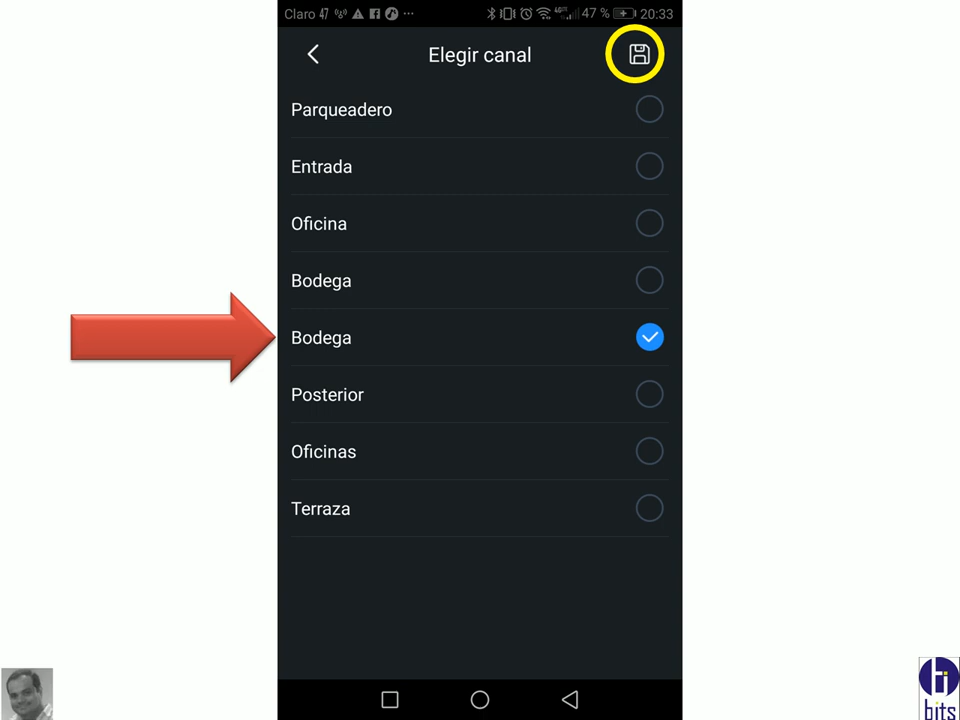 Claro 47 47 % 20:33
Elegir canal
Parqueadero
Entrada
Oficina
Bodega
Bodega
Posterior
Oficinas
Terraza
bits